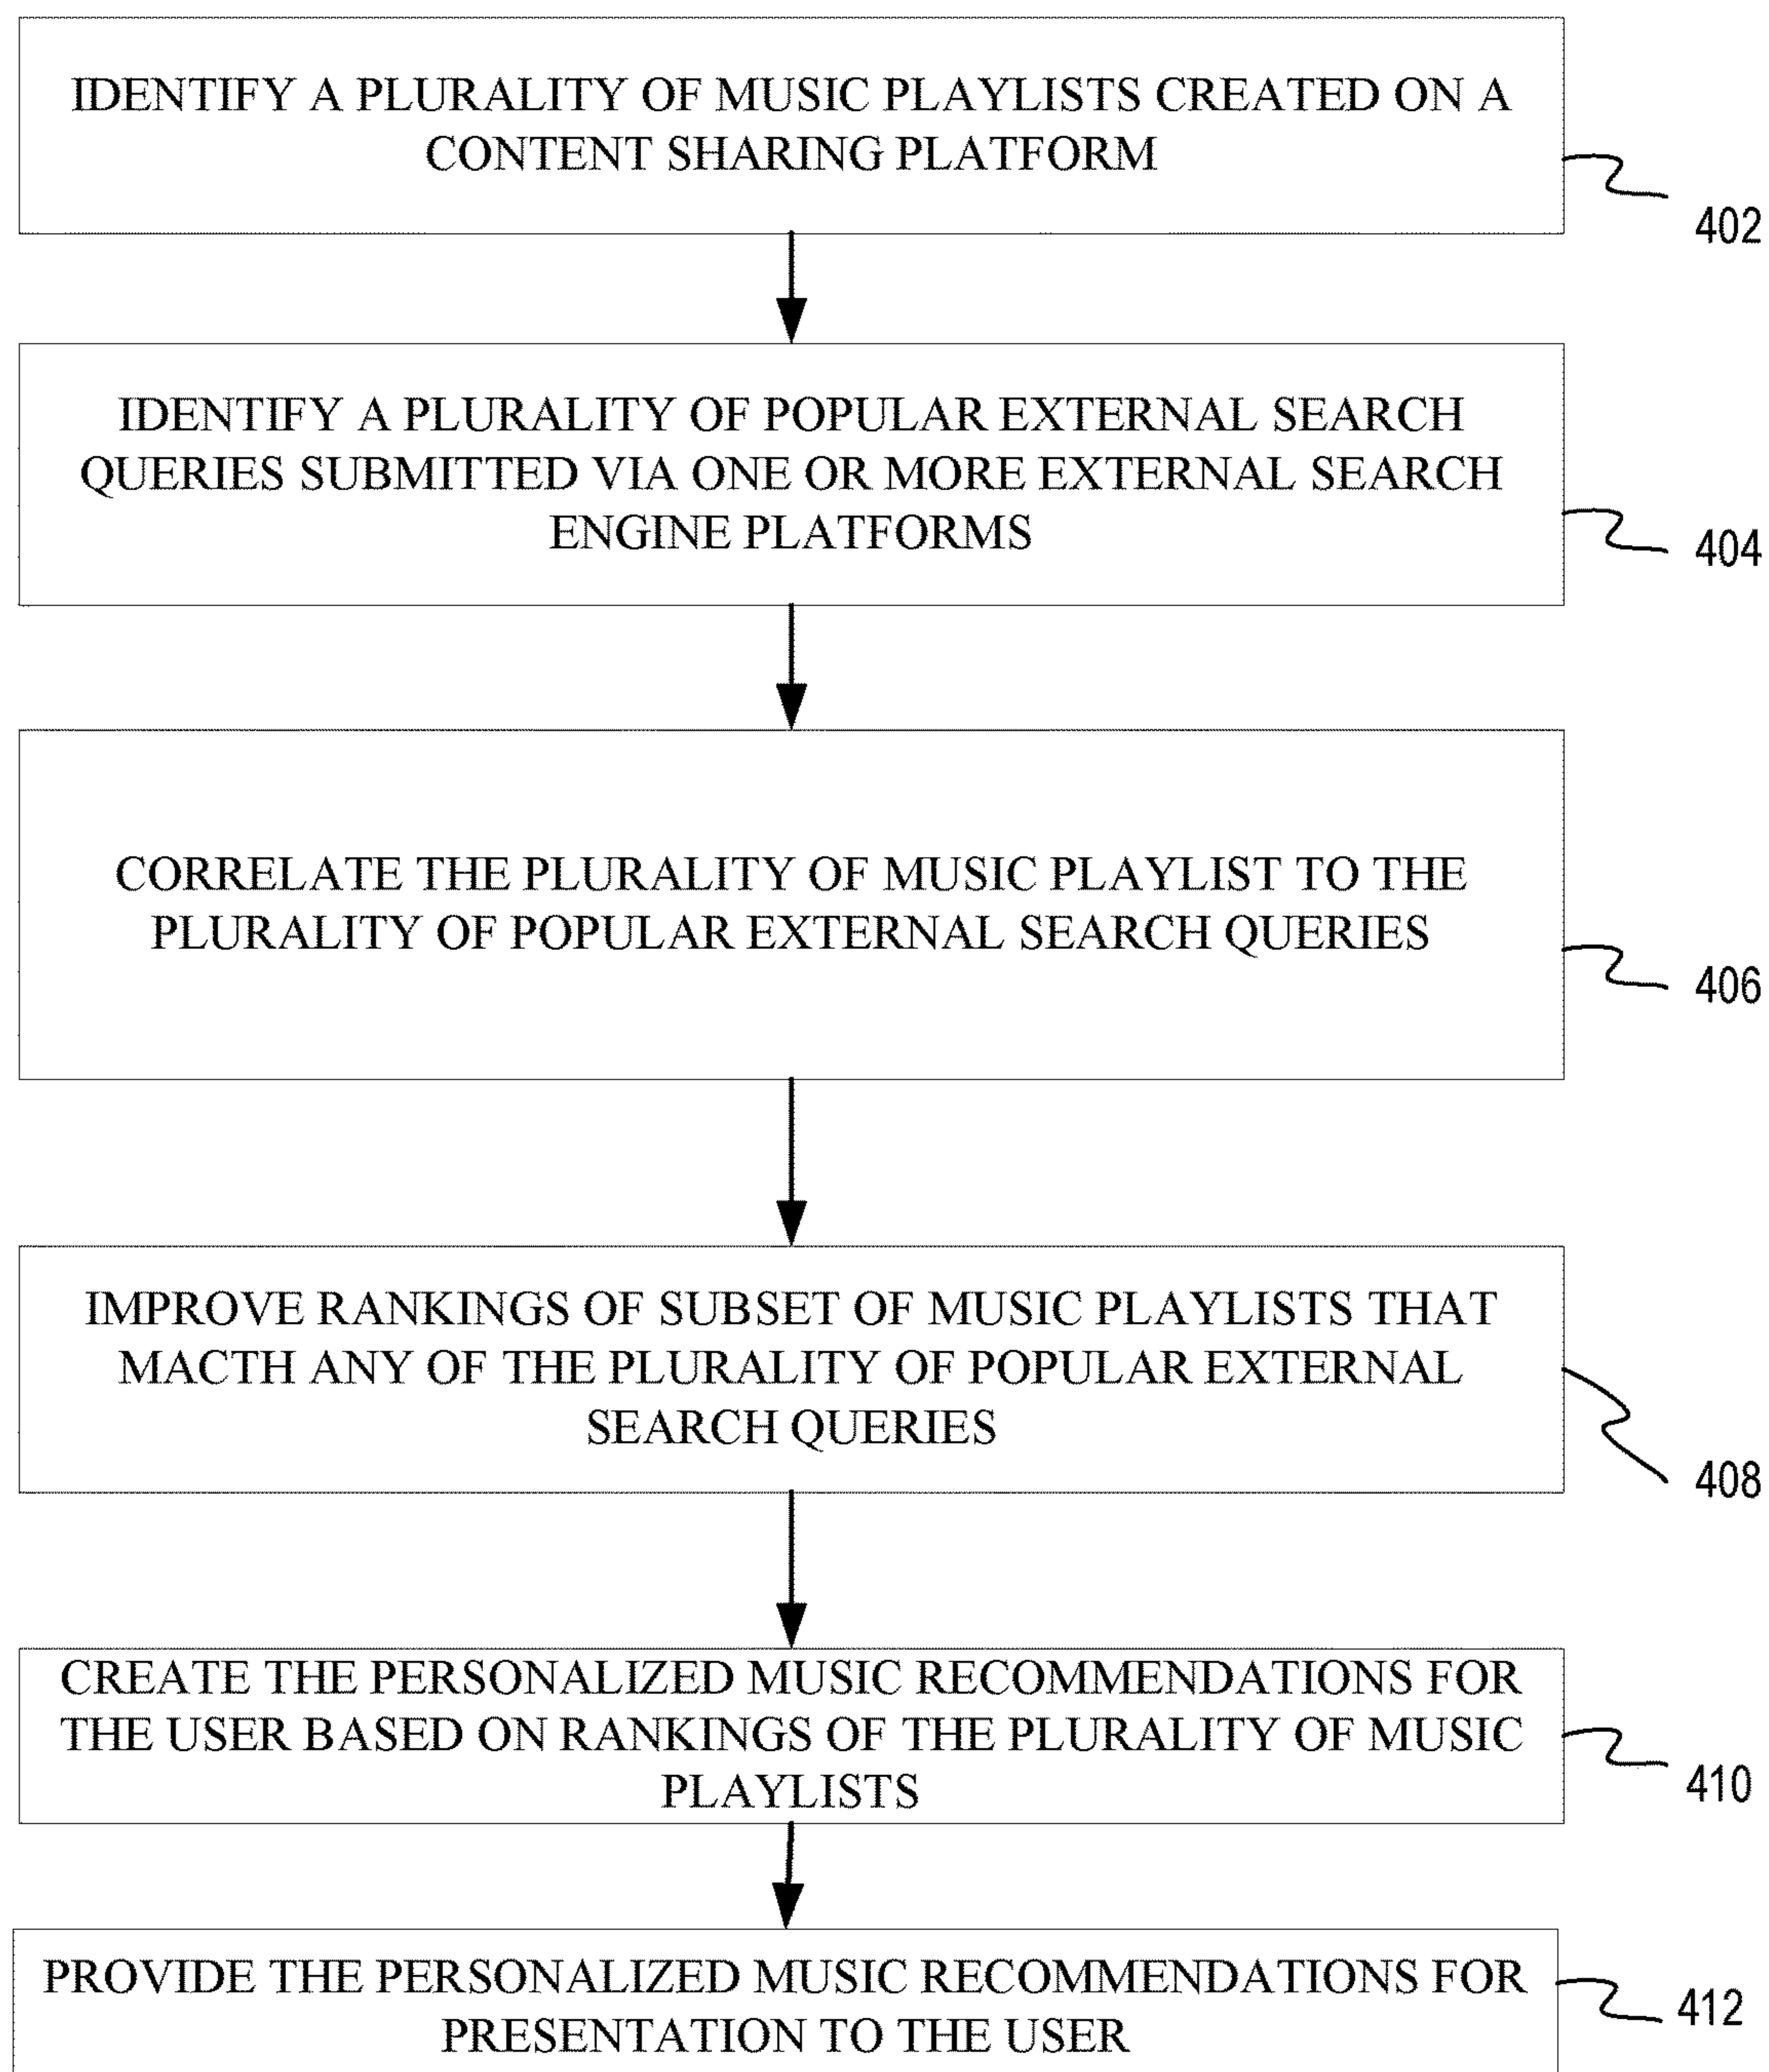 IDENTIFY A PLURALITY OF MUSIC PLAYLISTS CREATED ON A
CONTENT SHARING PLATFORM
402
IDENTIFY A PLURALITY OF POPULAR EXTERNAL SEARCH
QUERIES SUBMITTED VIA ONE OR MORE EXTERNAL SEARCH
ENGINE PLATFORMS
404
CORRELATE THE PLURALITY OF MUSIC PLAYLIST TO THE
PLURALITY OF POPULAR EXTERNAL SEARCH QUERIES
406
IMPROVE RANKINGS OF SUBSET OF MUSIC PLAYLISTS THAT
MACTH ANY OF THE PLURALITY OF POPULAR EXTERNAL
SEARCH QUERIES
408
CREATE THE PERSONALIZED MUSIC RECOMMENDATIONS FOR
THE USER BASED ON RANKINGS OF THE PLURALITY OF MUSIC
PLAYLISTS
410
PROVIDE THE PERSONALIZED MUSIC RECOMMENDATIONS FOR
PRESENTATION TO THE USER
412